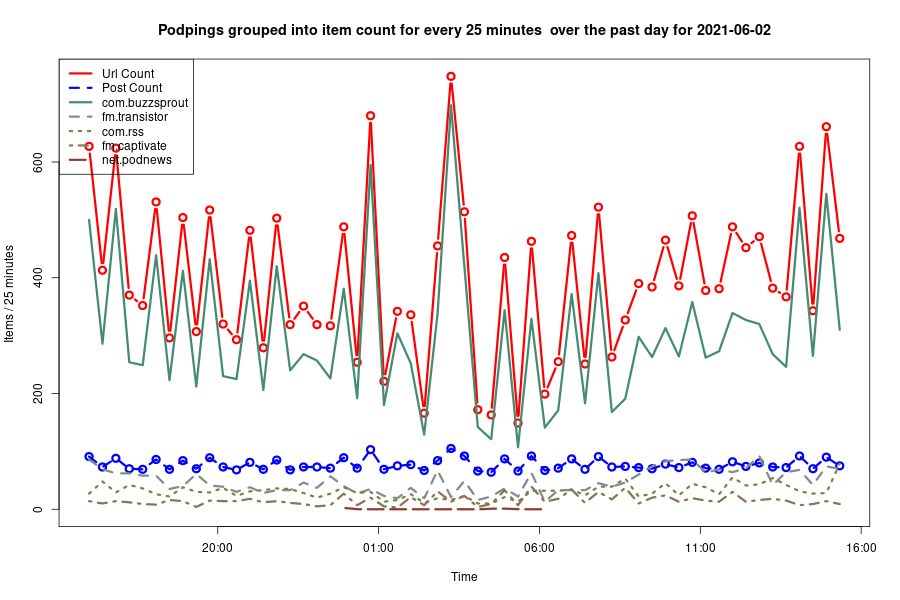 Podpings grouped into item count for every 25 minutes  over the past day for 2021-06-02
Url Count
Post Count
com.buzzsprout
fm.transistor
com.rss
fm.captivate
net.podnews
Items / 25 minutes
600
400
200
0
20:00
01:00
06:00
11:00
16:00
Time